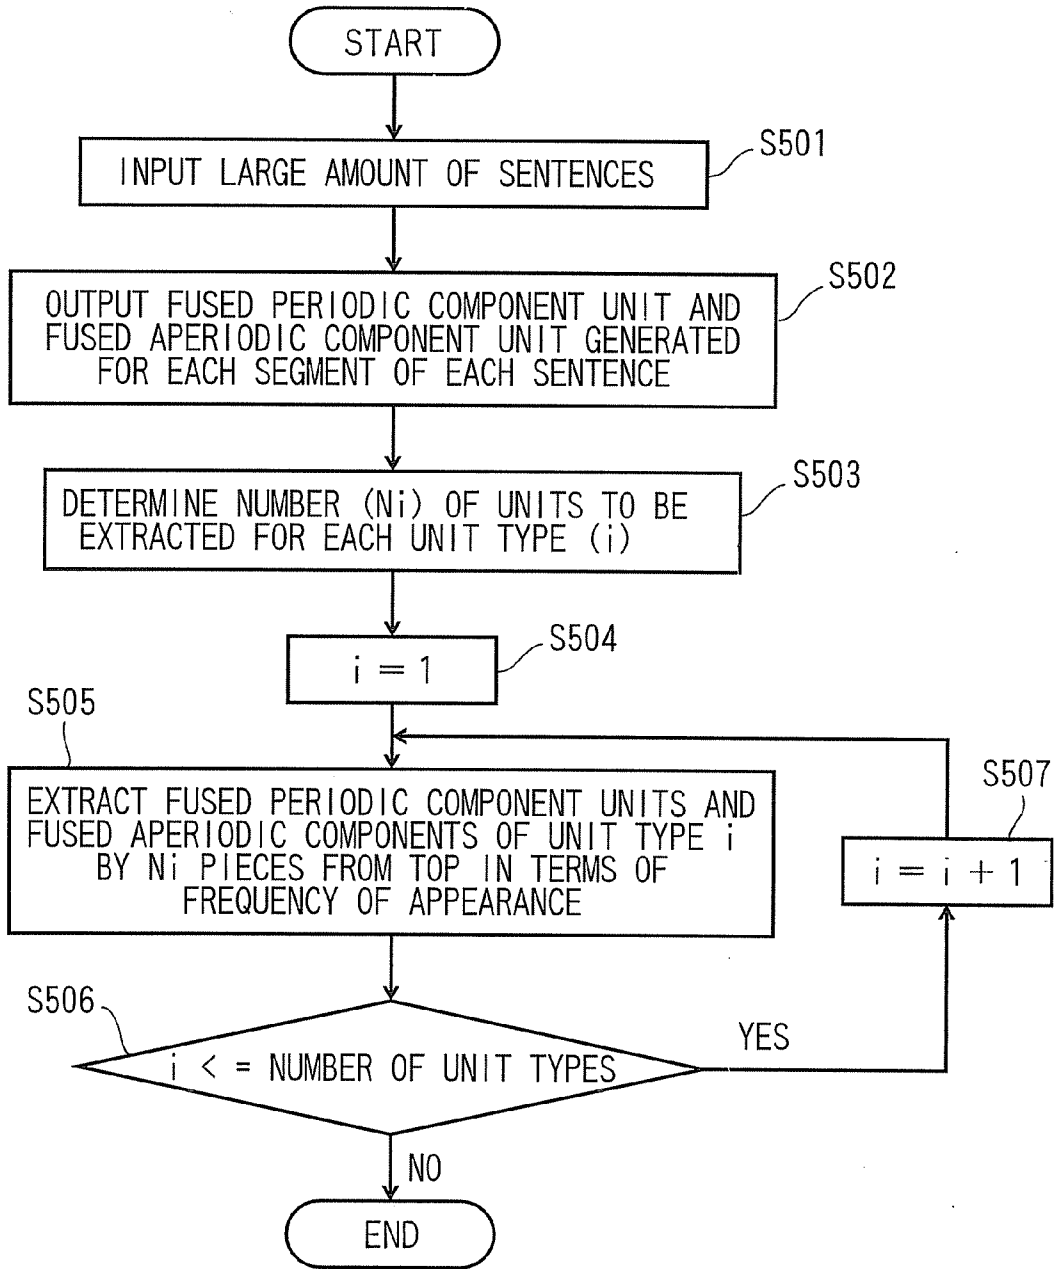 START
S501
INPUT LARGE AMOUNT OF SENTENCES
S502
OUTPUT FUSED PERIODIC COMPONENT UNIT AND
FUSED APERIODIC COMPONENT UNIT GENERATED
FOR EACH SEGMENT OF EACH SENTENCE
S503
DETERMINE NUMBER (Ni) OF UNITS TO BE
EXTRACTED FOR EACH UNIT TYPE (i)
S504
i = 1
S505
EXTRACT FUSED PERIODIC COMPONENT UNITS AND
FUSED APERIODIC COMPONENTS OF UNIT TYPE i
BY Ni PIECES FROM TOP IN TERMS OF
FREQUENCY OF APPEARANCE
S507
i = i + 1
S506
i < = NUMBER OF UNIT TYPES
YES
NO
END